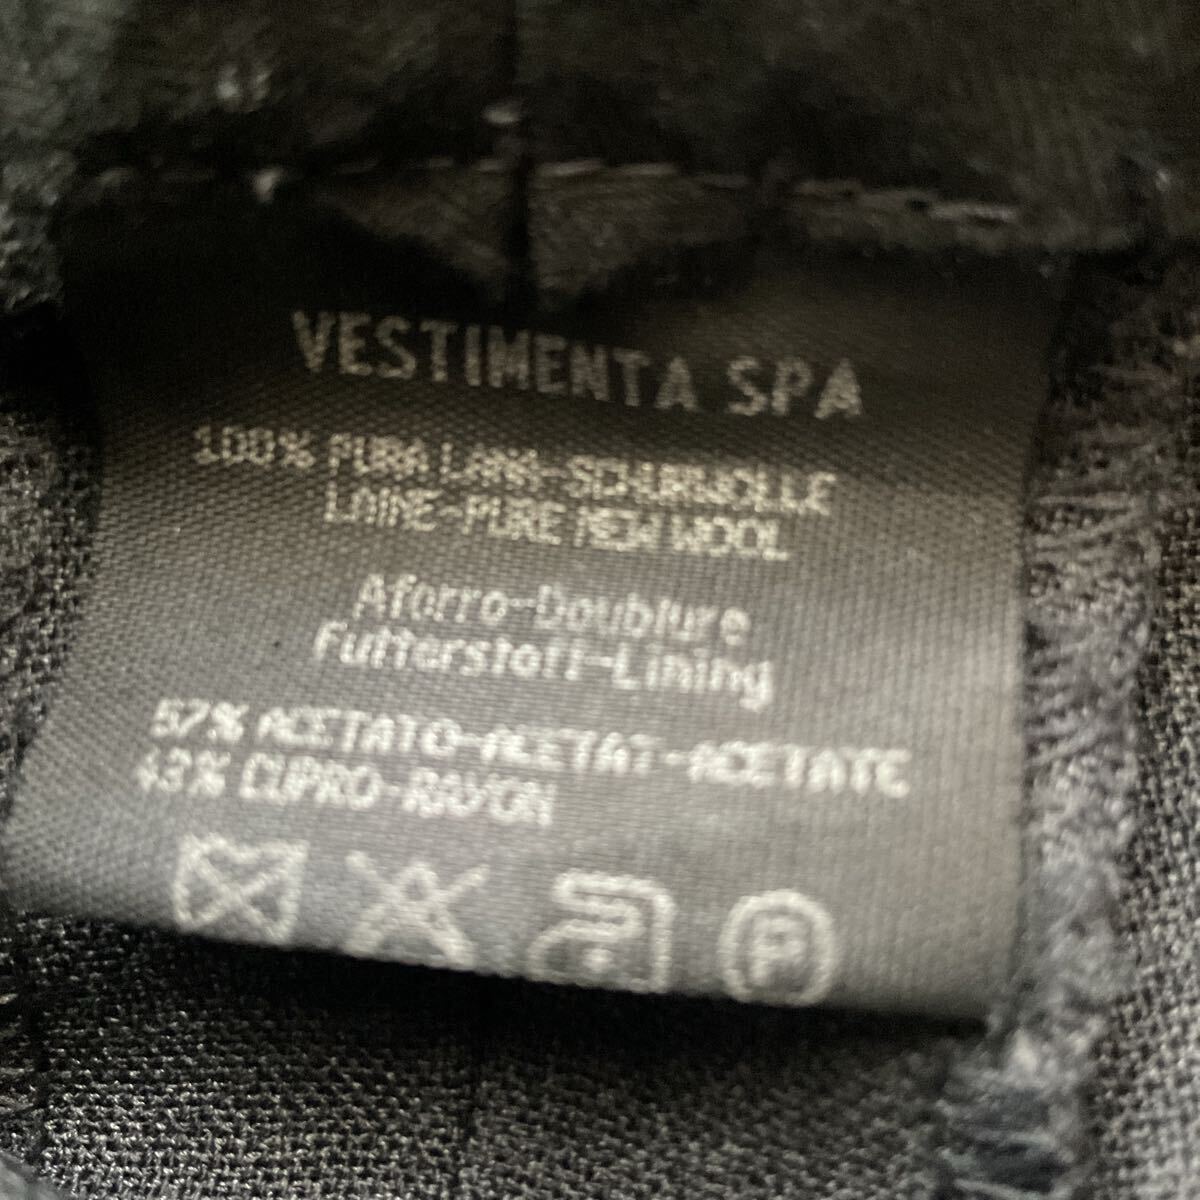 VESTIMENTA SPA
100% PURA LANA-SCHURWOLLE
LAINE-PURE NEW WOOL
Aforro-Doublure
Futterstoff-Lining
57% ACETATO-ACETAT-ACETATE
43% CUPRO-RAYON
P